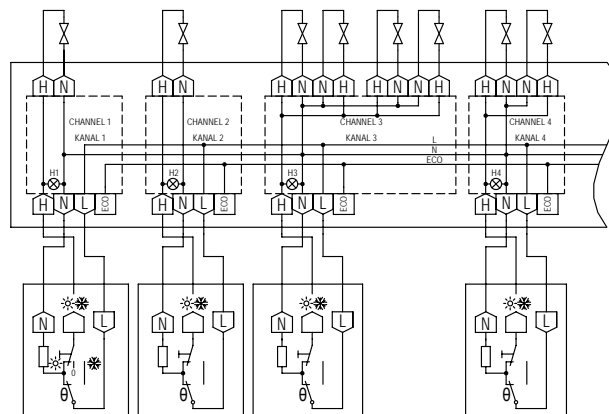 H N H N H N N H H N N H H N N H
CHANNEL 1 CHANNEL 2 CHANNEL 3 CHANNEL 4
KANAL 1 KANAL 2 KANAL 3 L KANAL 4
N
ECO
H1 H2 H3 H4
H N L ECO H N L ECO H N L ECO H N L ECO
N L N L N L N L
0
θ θ θ θ